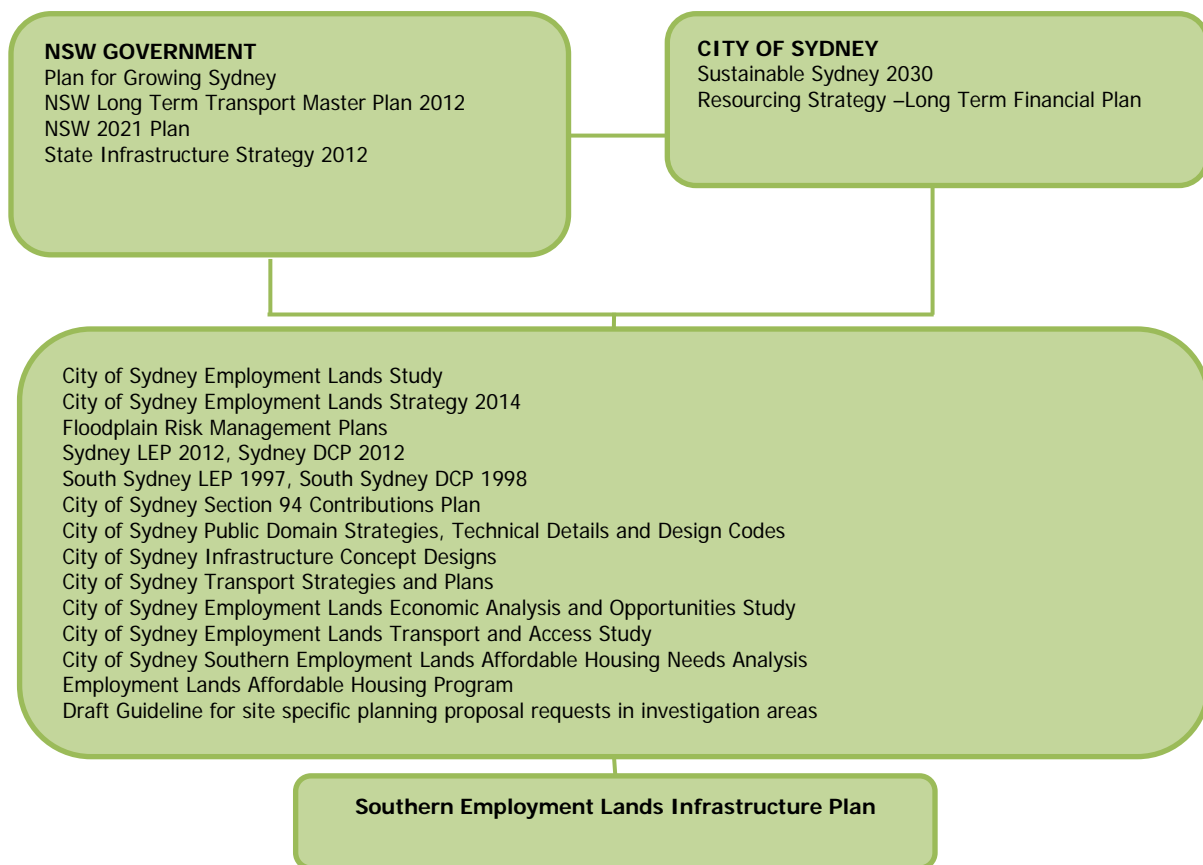 NSW GOVERNMENT
Plan for Growing Sydney
NSW Long Term Transport Master Plan 2012
NSW 2021 Plan
State Infrastructure Strategy 2012
CITY OF SYDNEY
Sustainable Sydney 2030
Resourcing Strategy –Long Term Financial Plan
City of Sydney Employment Lands Study
City of Sydney Employment Lands Strategy 2014
Floodplain Risk Management Plans
Sydney LEP 2012, Sydney DCP 2012
South Sydney LEP 1997, South Sydney DCP 1998
City of Sydney Section 94 Contributions Plan
City of Sydney Public Domain Strategies, Technical Details and Design Codes
City of Sydney Infrastructure Concept Designs
City of Sydney Transport Strategies and Plans
City of Sydney Employment Lands Economic Analysis and Opportunities Study
City of Sydney Employment Lands Transport and Access Study
City of Sydney Southern Employment Lands Affordable Housing Needs Analysis
Employment Lands Affordable Housing Program
Draft Guideline for site specific planning proposal requests in investigation areas
Southern Employment Lands Infrastructure Plan